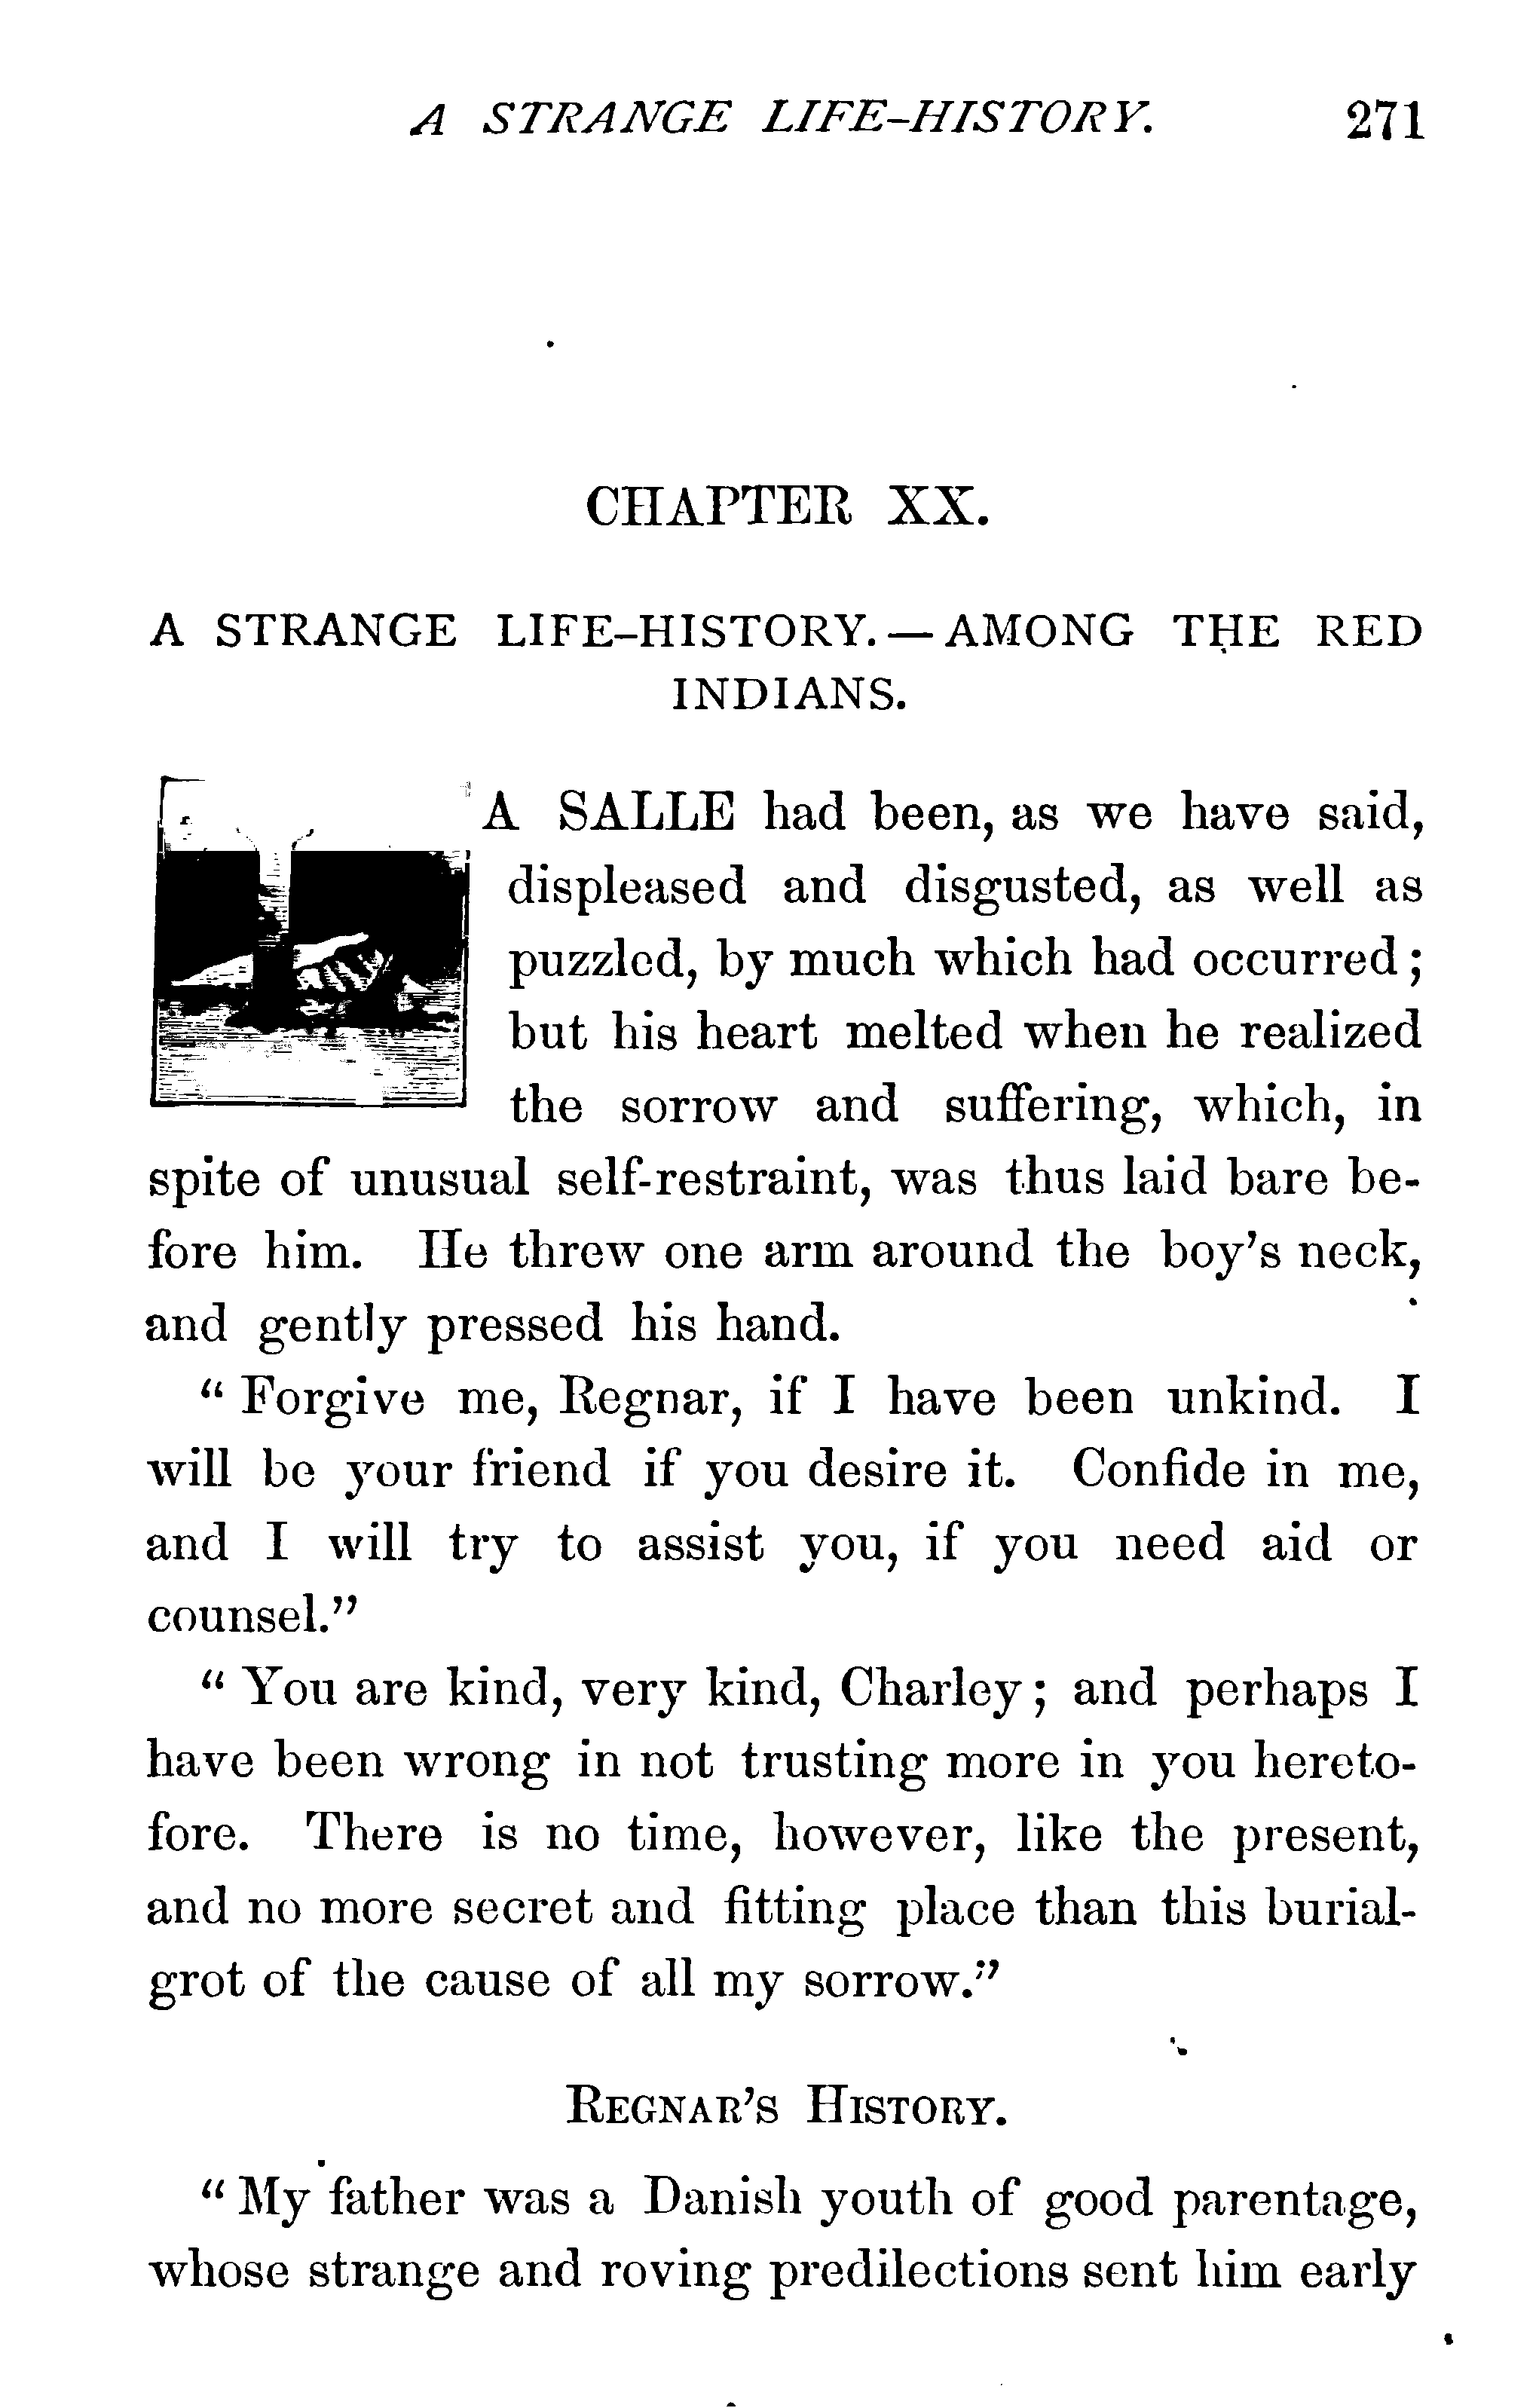 A STRANGE LIFE-HISTORY. 271
CHAPTER XX.
A STRANGE LIFE-HISTORY. — AMONG THE RED
INDIANS.
A SALLE had been, as we have said,
displeased and disgusted, as well as
puzzled, by much which had occurred;
but his heart melted when he realized
the sorrow and suffering, which, in
spite of unusual self-restraint, was thus laid bare be-
fore him. He threw one arm around the boy's neck,
and gently pressed his hand.
"Forgive me, Regnar, if I have been unkind. I
will be your friend if you desire it. Confide in me,
and I will try to assist you, if you need aid or
counsel."
"You are kind, very kind, Charley; and perhaps I
have been wrong in not trusting more in you hereto-
fore. There is no time, however, like the present,
and no more secret and fitting place than this burial-
grot of the cause of all my sorrow."
REGNAR'S HISTORY.
"My father was a Danish youth of good parentage,
whose strange and roving predilections sent him early